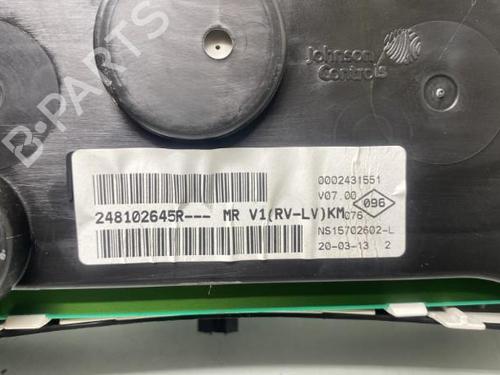 Johnson
Controls
B-PARTS
0002431551
V07.00
096
248102645R--- MR V1(RV-LV)KM
076
NS15702602-L
20-03-13 2